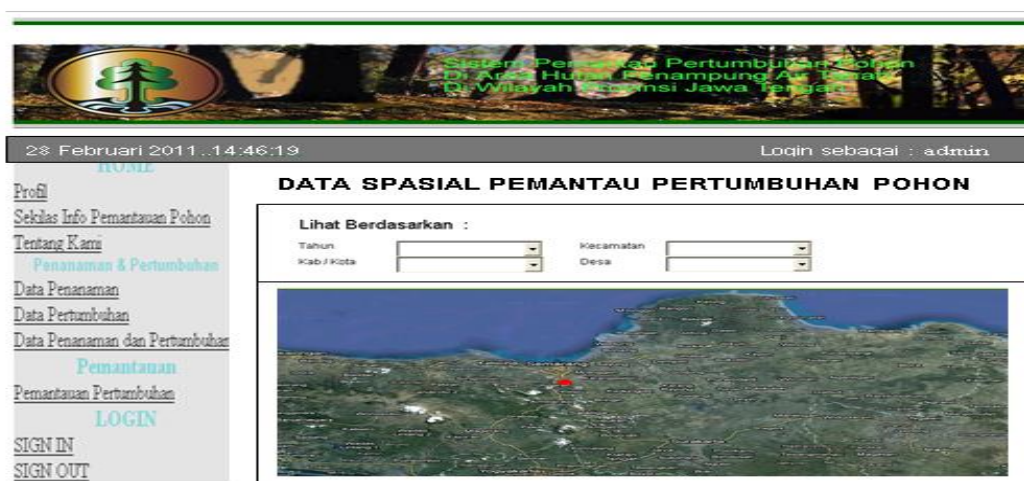 Sistem Pemantau Pertumbuhan Pohon
Di Area Hutan Penampung Air Tanah
Di Wilayah Provinsi Jawa Tengah
28 Februari 2011..14:46:19
Login sebagai : admin
HOME
Profil
Sekilas Info Pemantauan Pohon
Tentang Kami
Penanaman & Pertumbuhan
Data Penanaman
Data Pertumbuhan
Data Penanaman dan Pertumbuhan
Pemantauan
Pemantauan Pertumbuhan
LOGIN
SIGN IN
SIGN OUT
DATA SPASIAL PEMANTAU PERTUMBUHAN POHON
Lihat Berdasarkan :
Tahun
Kecamatan
Kab / Kota
Desa